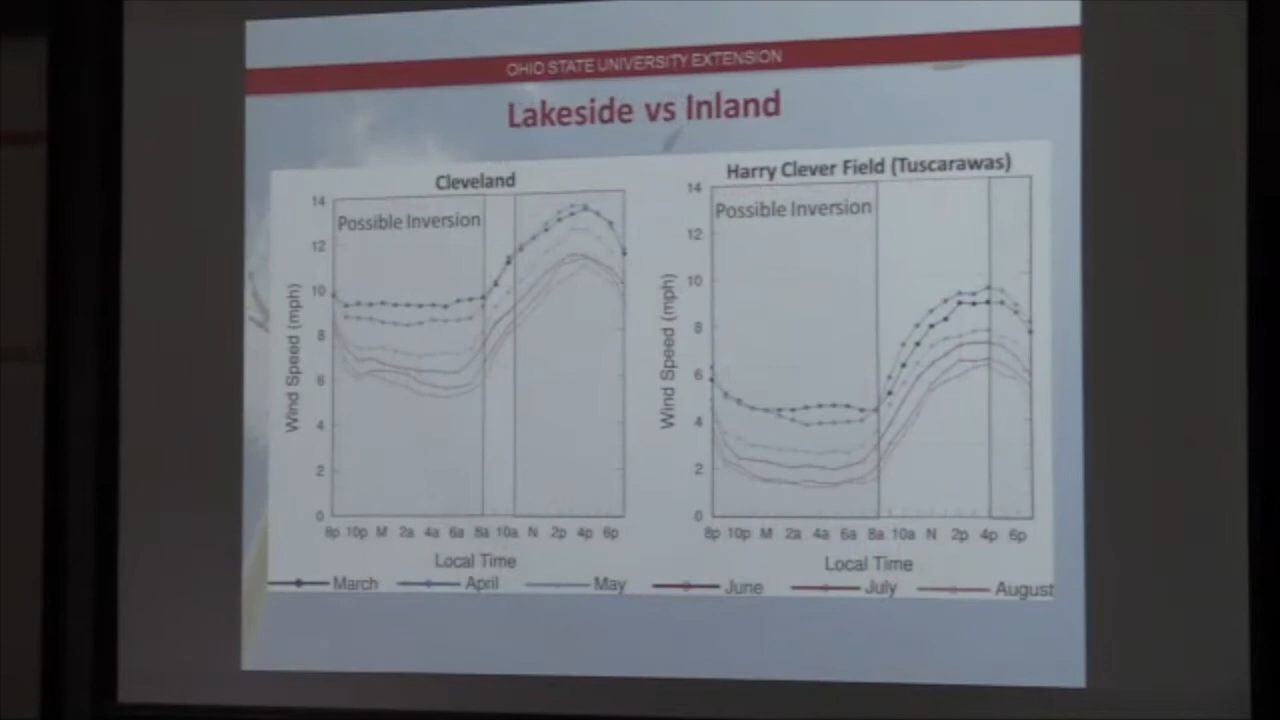 OHIO STATE UNIVERSITY EXTENSION
Lakeside vs Inland
Cleveland
Possible Inversion
Wind Speed (mph)
14
12
10
8
6
4
2
0
8p 10p M 2a 4a 6a 8a 10a N 2p 4p 6p
Local Time
Harry Clever Field (Tuscarawas)
Possible Inversion
Wind Speed (mph)
14
12
10
8
6
4
2
0
8p 10p M 2a 4a 6a 8a 10a N 2p 4p 6p
Local Time
March April May June July August